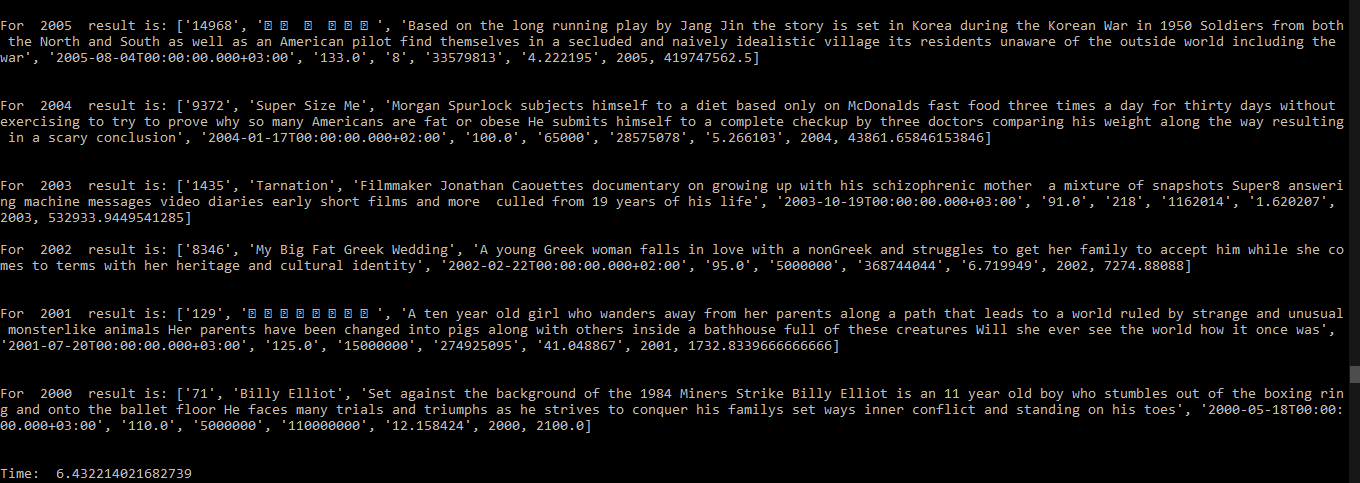 For  2005  result is: ['14968', '⍰ ⍰  ⍰  ⍰ ⍰ ⍰ ', 'Based on the long running play by Jang Jin the story is set in Korea during the Korean War in 1950 Soldiers from both
 the North and South as well as an American pilot find themselves in a secluded and naively idealistic village its residents unaware of the outside world including the
war', '2005-08-04T00:00:00.000+03:00', '133.0', '8', '33579813', '4.222195', 2005, 419747562.5]
For  2004  result is: ['9372', 'Super Size Me', 'Morgan Spurlock subjects himself to a diet based only on McDonalds fast food three times a day for thirty days without
exercising to try to prove why so many Americans are fat or obese He submits himself to a complete checkup by three doctors comparing his weight along the way resulting
 in a scary conclusion', '2004-01-17T00:00:00.000+02:00', '100.0', '65000', '28575078', '5.266103', 2004, 43861.65846153846]
For  2003  result is: ['1435', 'Tarnation', 'Filmmaker Jonathan Caouettes documentary on growing up with his schizophrenic mother  a mixture of snapshots Super8 answeri
ng machine messages video diaries early short films and more  culled from 19 years of his life', '2003-10-19T00:00:00.000+03:00', '91.0', '218', '1162014', '1.620207',
2003, 532933.9449541285]
For  2002  result is: ['8346', 'My Big Fat Greek Wedding', 'A young Greek woman falls in love with a nonGreek and struggles to get her family to accept him while she co
mes to terms with her heritage and cultural identity', '2002-02-22T00:00:00.000+02:00', '95.0', '5000000', '368744044', '6.719949', 2002, 7274.88088]
For  2001  result is: ['129', '⍰ ⍰ ⍰ ⍰ ⍰ ⍰ ⍰ ⍰ ', 'A ten year old girl who wanders away from her parents along a path that leads to a world ruled by strange and unusual
 monsterlike animals Her parents have been changed into pigs along with others inside a bathhouse full of these creatures Will she ever see the world how it once was',
'2001-07-20T00:00:00.000+03:00', '125.0', '15000000', '274925095', '41.048867', 2001, 1732.8339666666666]
For  2000  result is: ['71', 'Billy Elliot', 'Set against the background of the 1984 Miners Strike Billy Elliot is an 11 year old boy who stumbles out of the boxing rin
g and onto the ballet floor He faces many trials and triumphs as he strives to conquer his familys set ways inner conflict and standing on his toes', '2000-05-18T00:00:
00.000+03:00', '110.0', '5000000', '110000000', '12.158424', 2000, 2100.0]
Time:  6.432214021682739